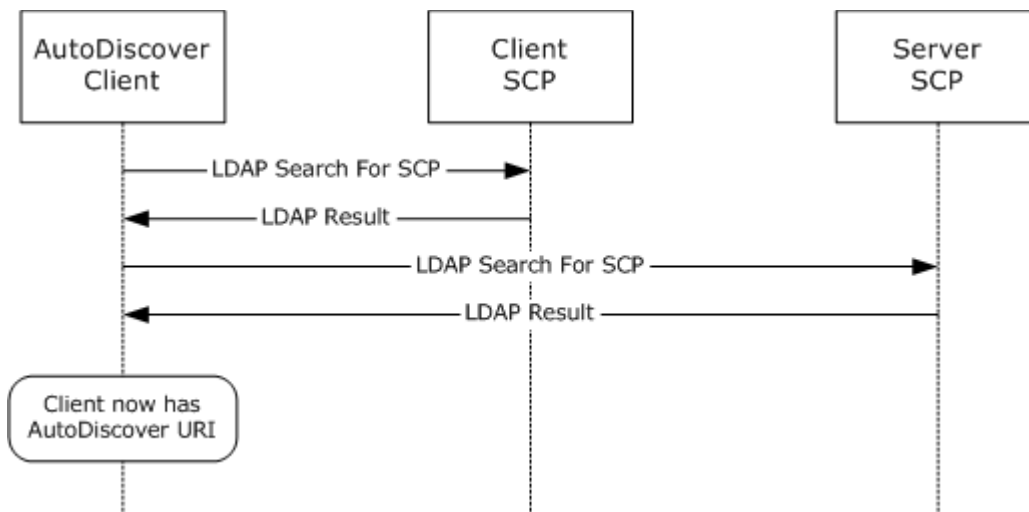 AutoDiscover
Client
Client
SCP
Server
SCP
LDAP Search For SCP
LDAP Result
LDAP Search For SCP
LDAP Result
Client now has
AutoDiscover URI